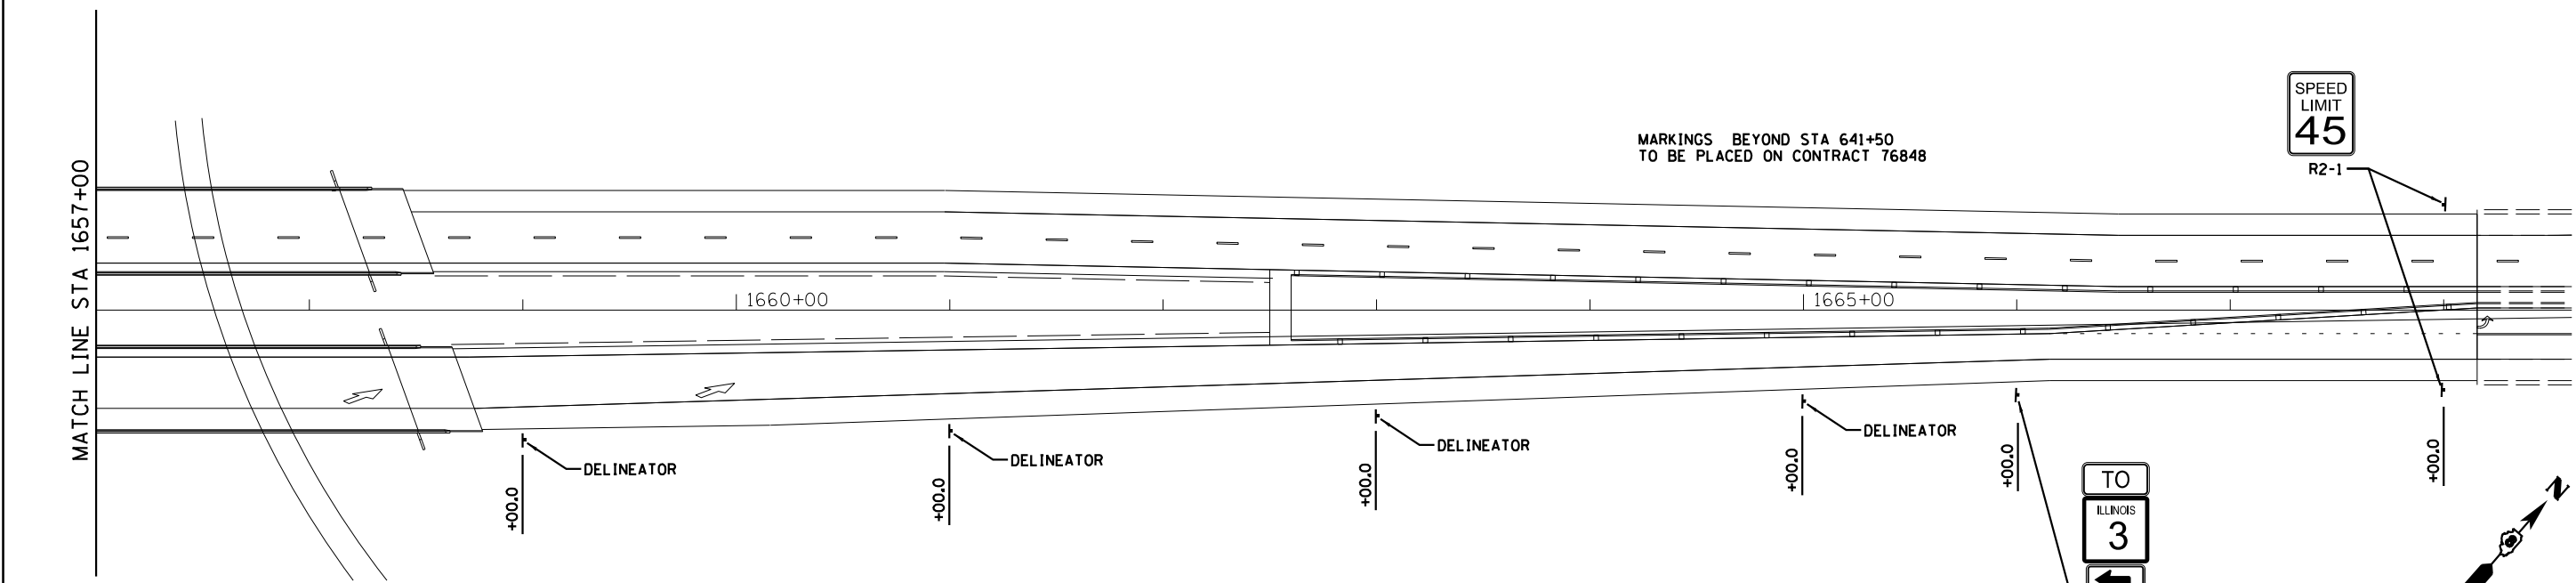 MATCH LINE STA 1657+00
MARKINGS BEYOND STA 641+50
TO BE PLACED ON CONTRACT 76848
SPEED
LIMIT
45
R2-1
1660+00
1665+00
DELINEATOR
DELINEATOR
DELINEATOR
DELINEATOR
+00.0
+00.0
+00.0
+00.0
+00.0
+00.0
TO
ILLINOIS
3
N